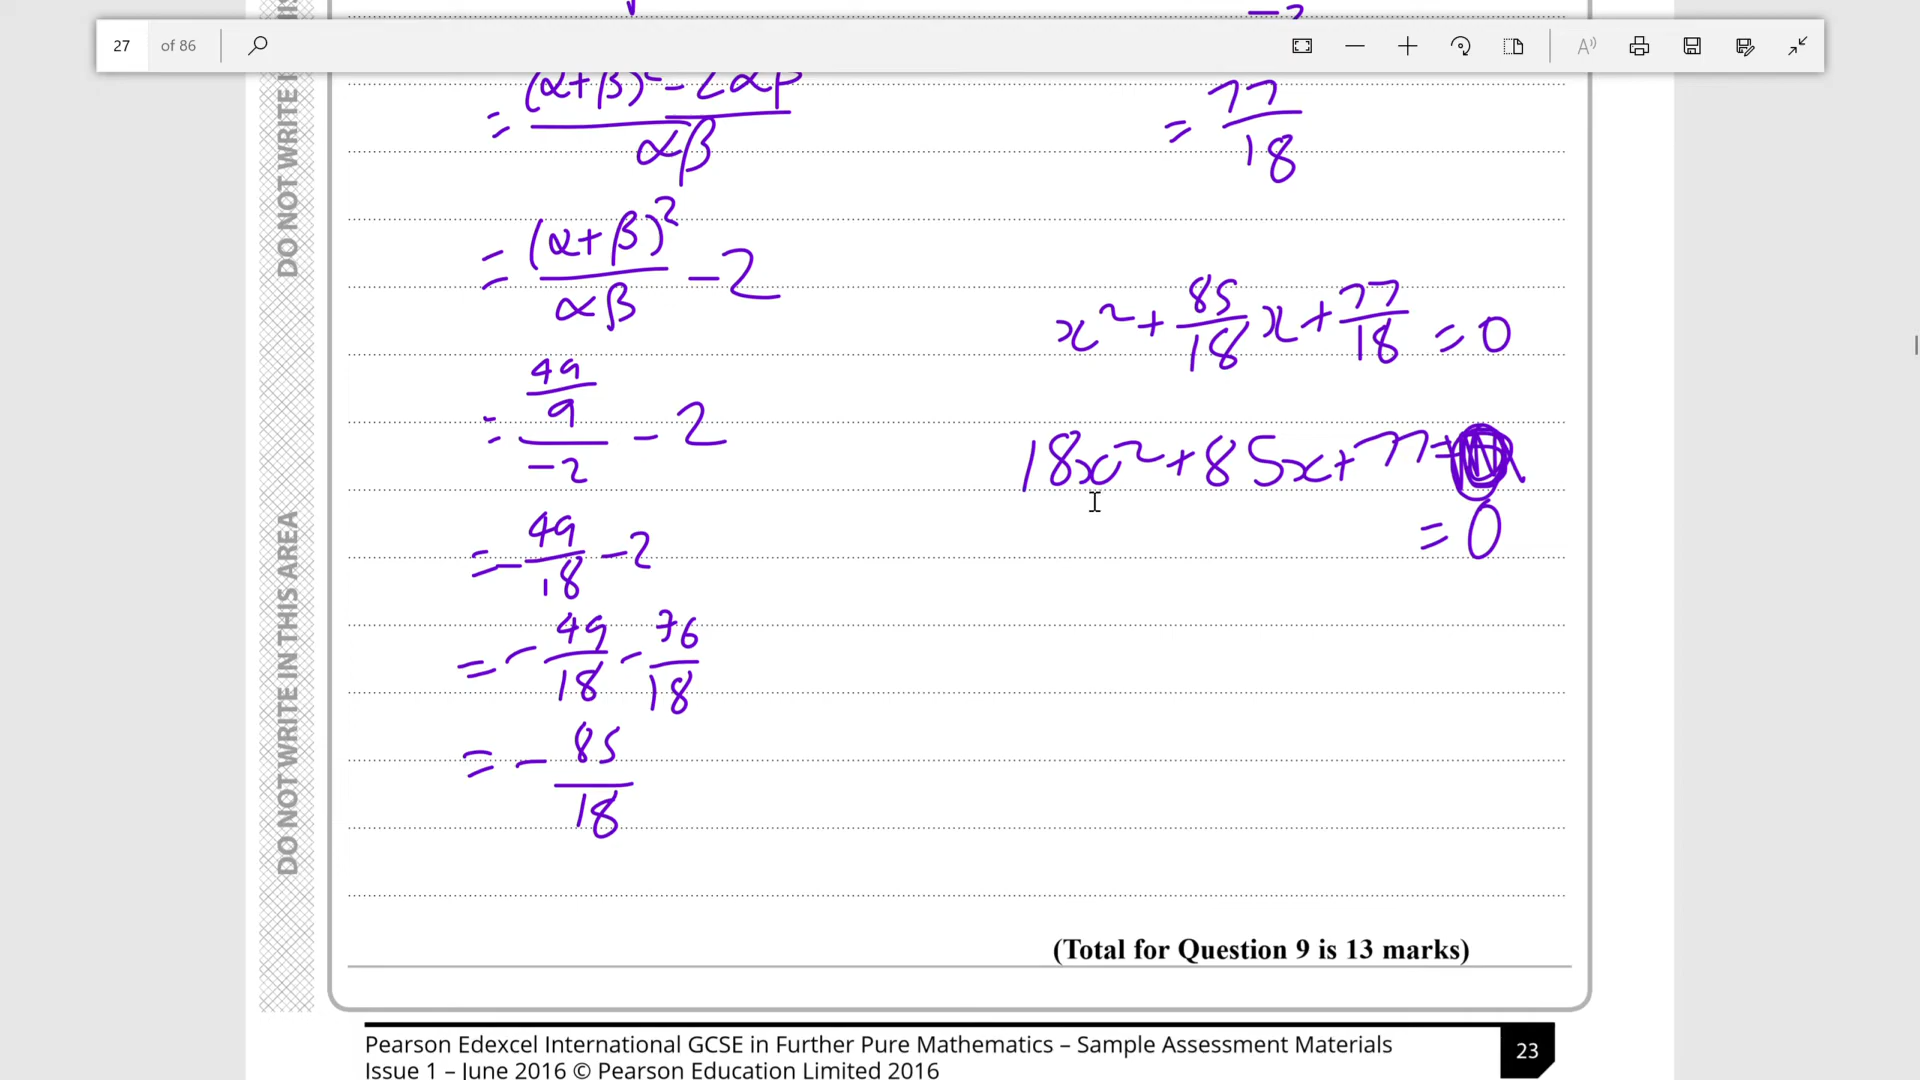 27 of 86
DO NOT WRITE
DO NOT WRITE IN THIS AREA
= (α+β)² - 2αβ / αβ
= (α+β)² / αβ - 2
= 49/9 / -2 - 2
= - 49/18 - 2
= - 49/18 - 36/18
= - 85/18
= 77/18
x² + 85/18 x + 77/18 = 0
18x² + 85x + 77
= 0
(Total for Question 9 is 13 marks)
Pearson Edexcel International GCSE in Further Pure Mathematics – Sample Assessment Materials
Issue 1 – June 2016 © Pearson Education Limited 2016
23